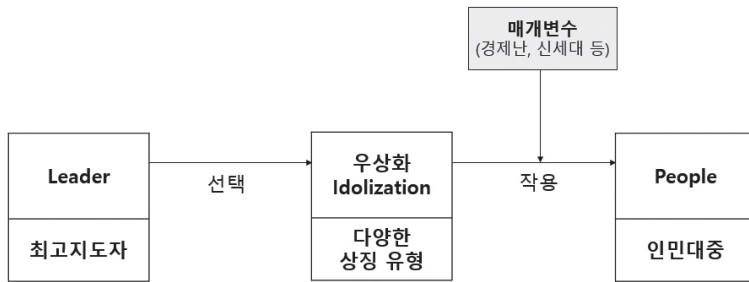 매개변수
(경제난, 신세대 등)
Leader
선택
우상화
Idolization
작용
People
최고지도자
다양한
상징 유형
인민대중